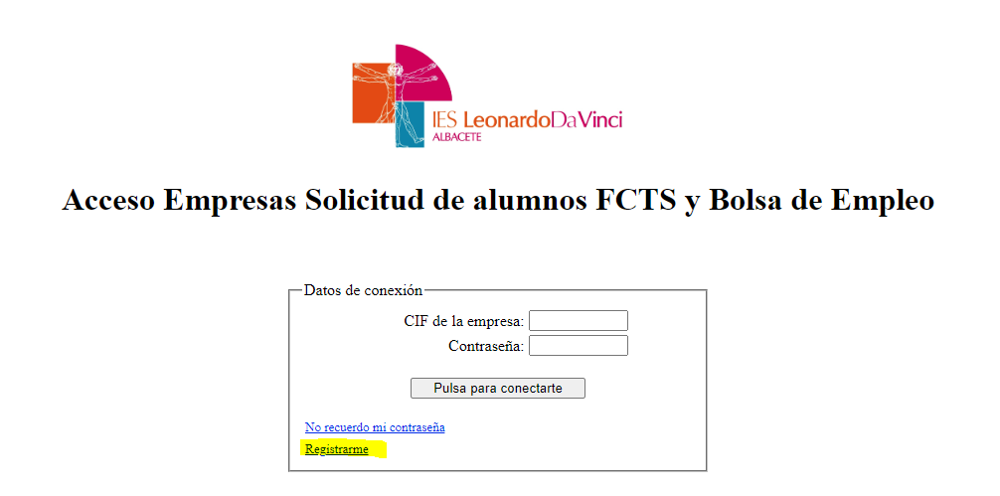 IES LeonardoDaVinci
ALBACETE
Acceso Empresas Solicitud de alumnos FCTS y Bolsa de Empleo
Datos de conexión
CIF de la empresa:
Contraseña:
Pulsa para conectarte
No recuerdo mi contraseña
Registrarme